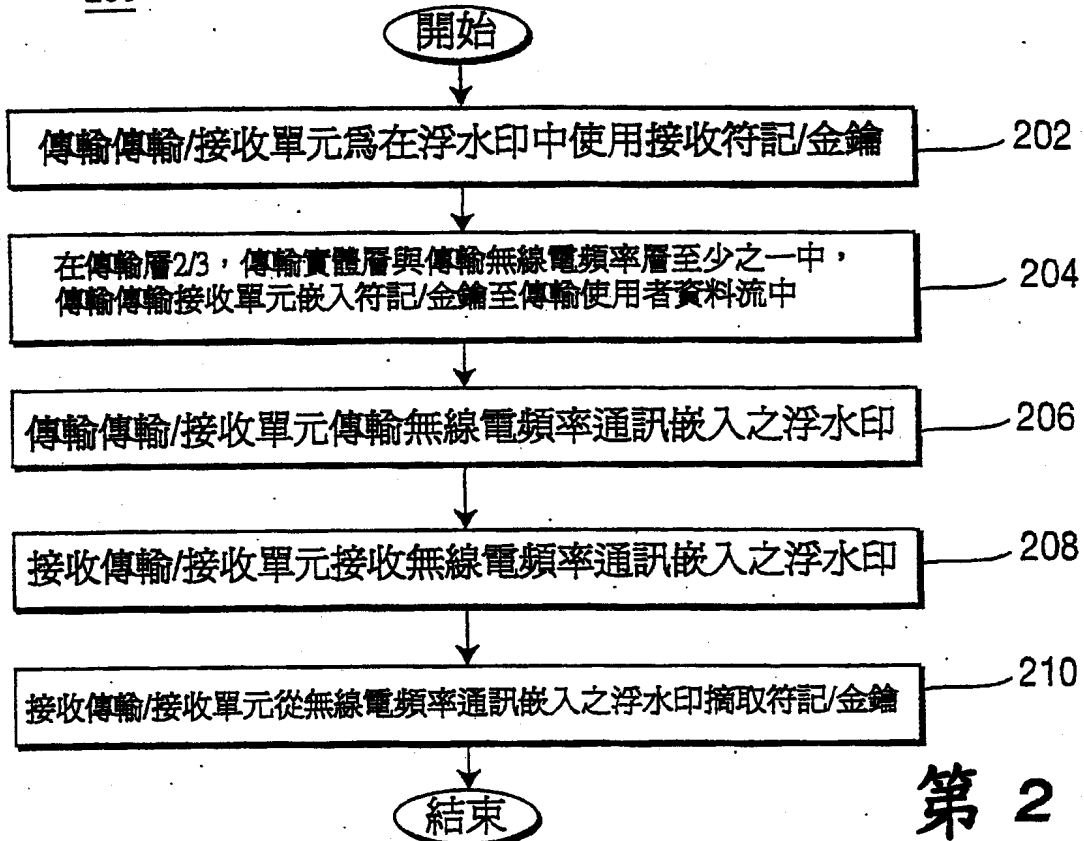 開始
傳輸傳輸/接收單元爲在浮水印中使用接收符記/金鑰
202
在傳輸層2/3，傳輸實體層與傳輸無線電頻率層至少之一中，
傳輸傳輸接收單元嵌入符記/金鑰至傳輸使用者資料流中
204
傳輸傳輸/接收單元傳輸無線電頻率通訊嵌入之浮水印
206
接收傳輸/接收單元接收無線電頻率通訊嵌入之浮水印
208
接收傳輸/接收單元從無線電頻率通訊嵌入之浮水印摘取符記/金鑰
210
結束
第 2